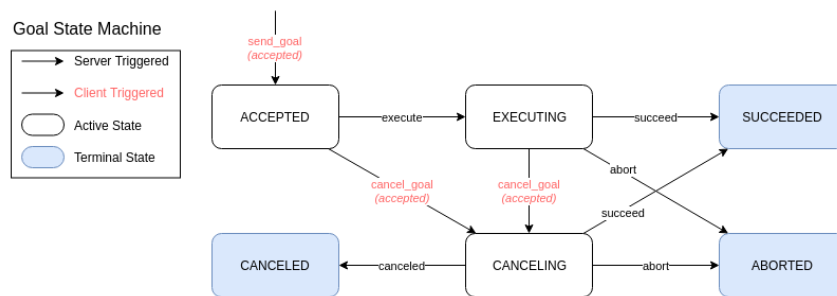 Goal State Machine
Server Triggered
Client Triggered
Active State
Terminal State
send_goal
(accepted)
ACCEPTED
execute
EXECUTING
succeed
SUCCEEDED
cancel_goal
(accepted)
cancel_goal
(accepted)
abort
succeed
CANCELED
canceled
CANCELING
abort
ABORTED